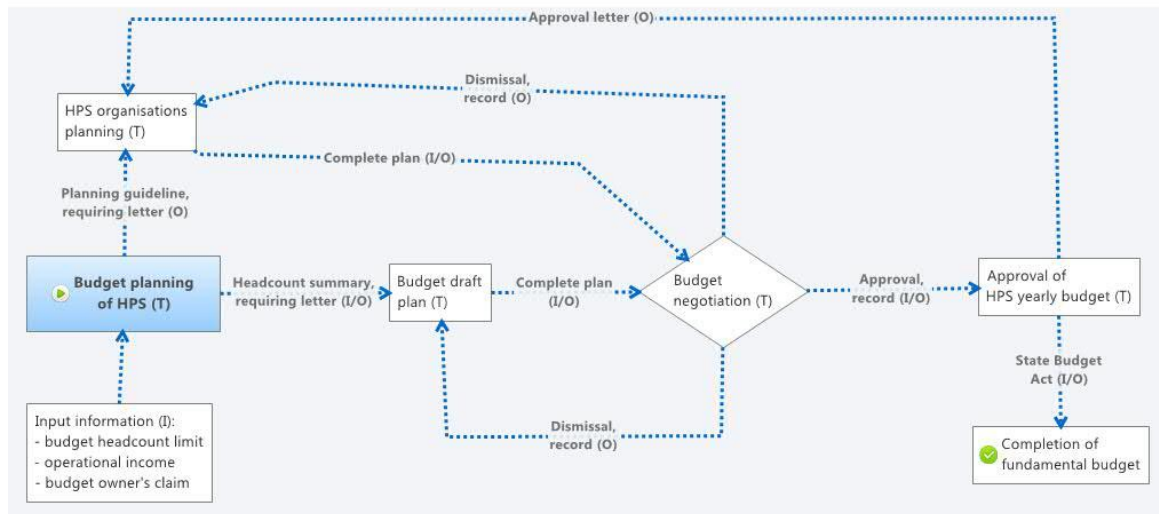 Approval letter (O)
Dismissal,
record (O)
HPS organisations
planning (T)
Complete plan (I/O)
Planning guideline,
requiring letter (O)
Budget planning
of HPS (T)
Headcount summary,
requiring letter (I/O)
Budget draft
plan (T)
Complete plan
(I/O)
Budget
negotiation (T)
Approval,
record (I/O)
Approval of
HPS yearly budget (T)
State Budget
Act (I/O)
Input information (I):
- budget headcount limit
- operational income
- budget owner's claim
Dismissal,
record (O)
Completion of
fundamental budget